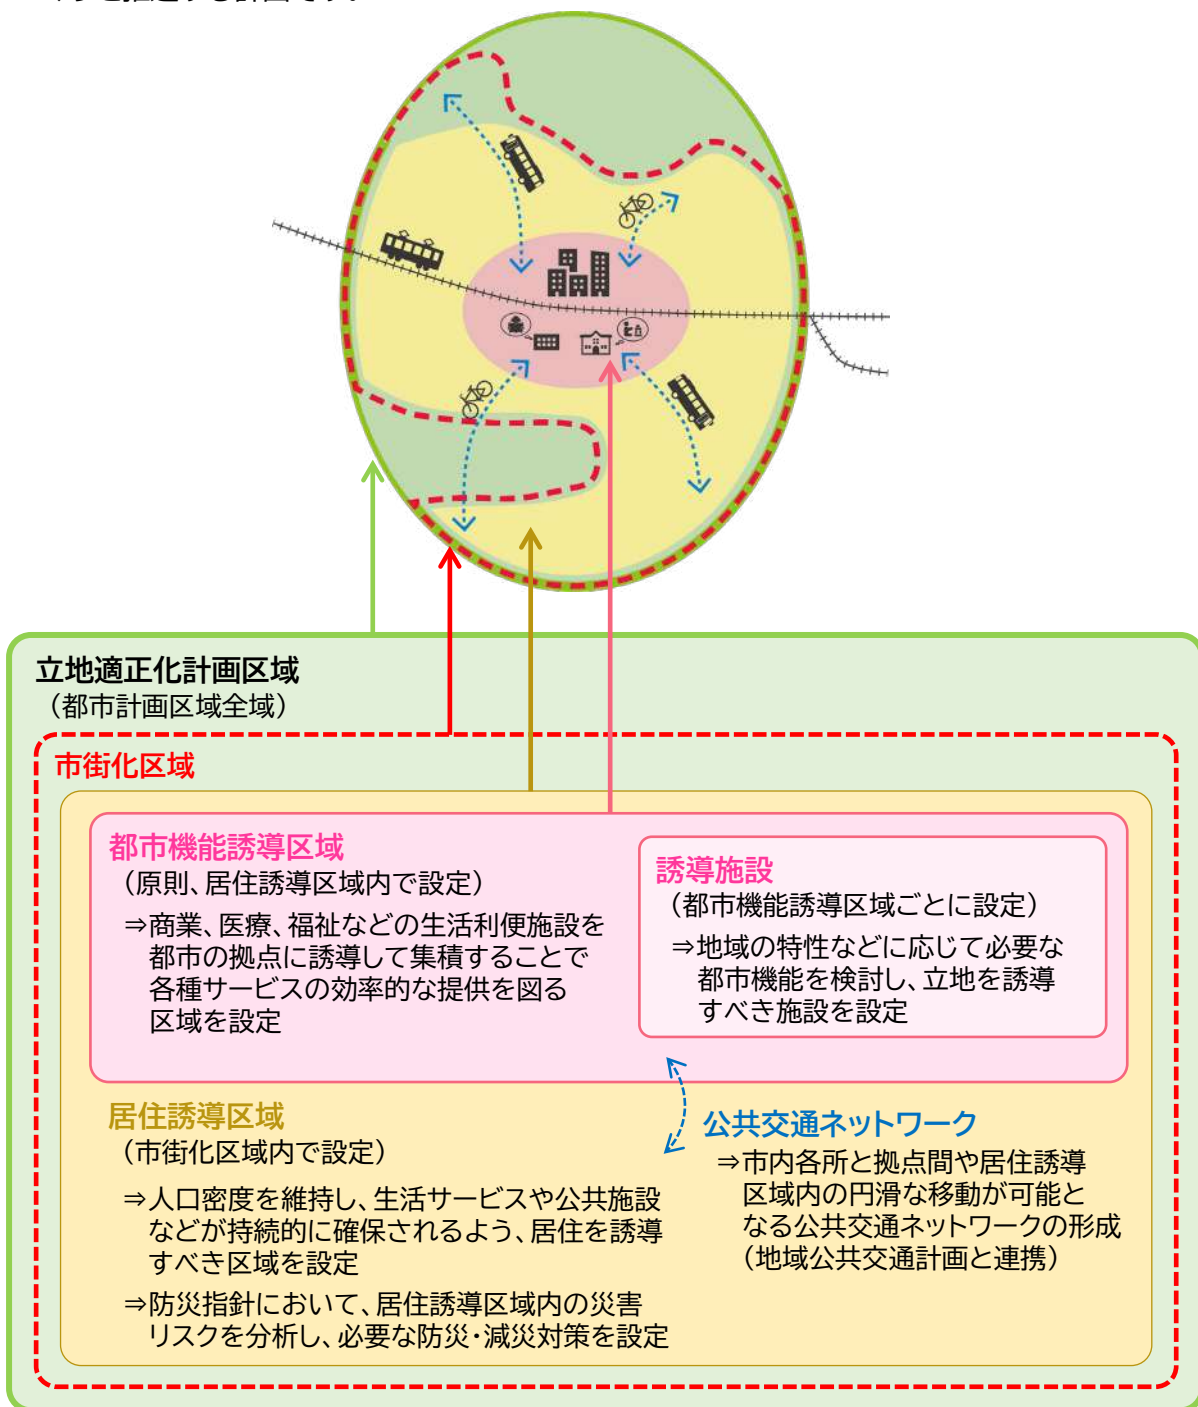 立地適正化計画区域
（都市計画区域全域）
市街化区域
都市機能誘導区域
（原則、居住誘導区域内で設定）
⇒商業、医療、福祉などの生活利便施設を
都市の拠点に誘導して集積することで
各種サービスの効率的な提供を図る
区域を設定
誘導施設
（都市機能誘導区域ごとに設定）
⇒地域の特性などに応じて必要な
都市機能を検討し、立地を誘導
すべき施設を設定
居住誘導区域
（市街化区域内で設定）
⇒人口密度を維持し、生活サービスや公共施設
などが持続的に確保されるよう、居住を誘導
すべき区域を設定
⇒防災指針において、居住誘導区域内の災害
リスクを分析し、必要な防災・減災対策を設定
公共交通ネットワーク
⇒市内各所と拠点間や居住誘導
区域内の円滑な移動が可能と
なる公共交通ネットワークの形成
（地域公共交通計画と連携）